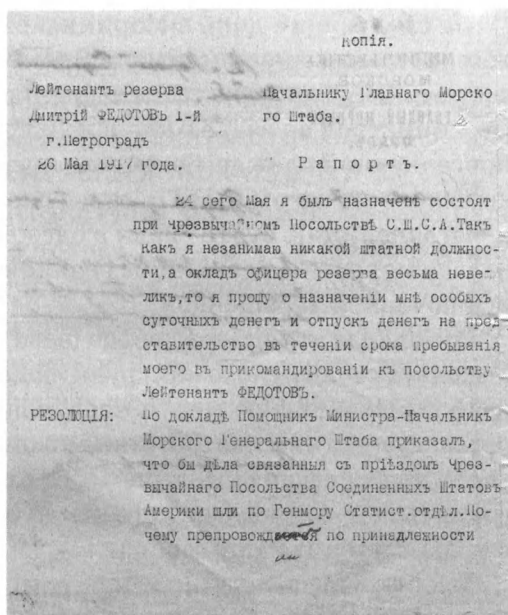 Копія.
Лейтенантъ резерва
Дмитрій ФЕДОТОВЪ 1-й
г.Петроградъ
26 Мая 1917 года.
Начальнику Главнаго Морско
го Штаба.
Рапортъ.
24 сего Мая я былъ назначенъ состоят
при Чрезвычайномъ Посольствѣ С.Ш.С.А.Такъ
какъ я незанимаю никакой штатной должнос-
ти,а окладъ офицера резерва весьма неве-
ликъ,то я прошу о назначеніи мнѣ особыхъ
суточныхъ денегъ и отпускъ денегъ на пред
ставительство въ теченіи срока пребыванія
моего въ прикомандированіи къ посольству
Лейтенантъ ФЕДОТОВЪ.
РЕЗОЛЮЦІЯ: По докладѣ Помощникъ Министра-Начальникъ
Морского Генеральнаго Штаба приказалъ,
что бы дѣла связанныя съ пріѣздомъ Чрез-
вычайнаго Посольства Соединенныхъ Штатовъ
Америки шли по Генмору Статист.отдѣл.По-
чему препровождается по принадлежности